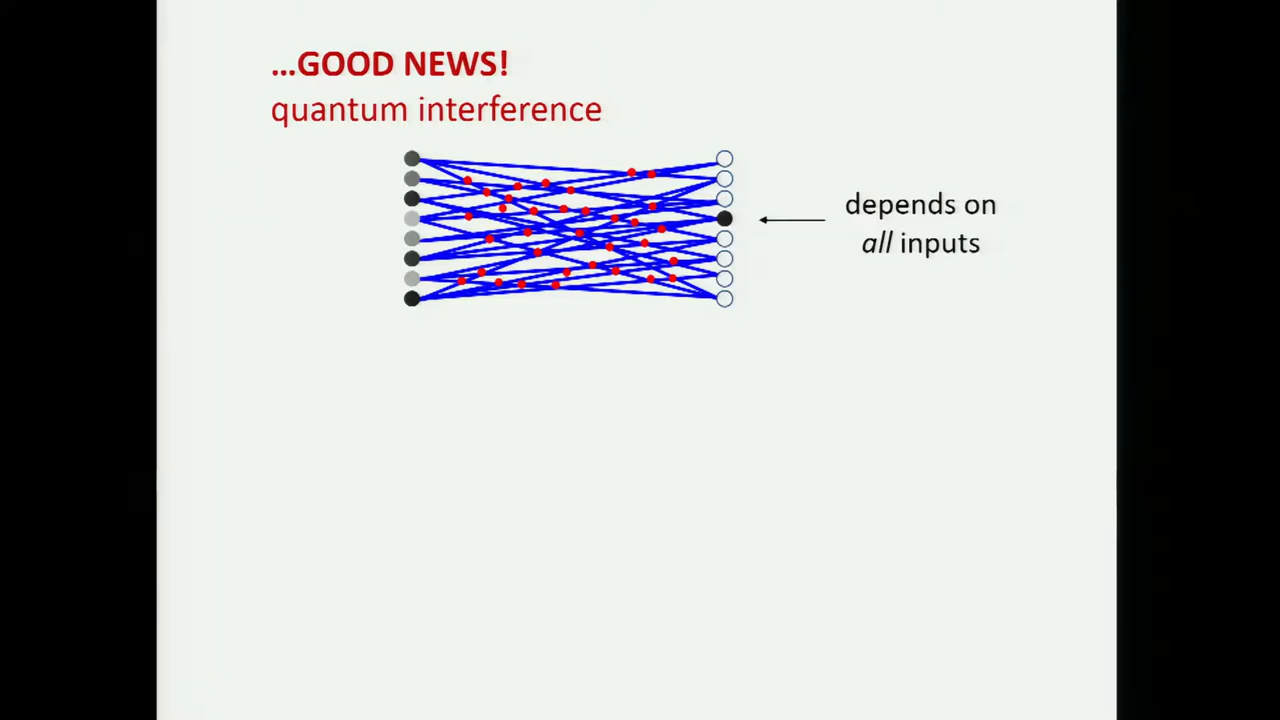 ...GOOD NEWS!
quantum interference
depends on
all inputs